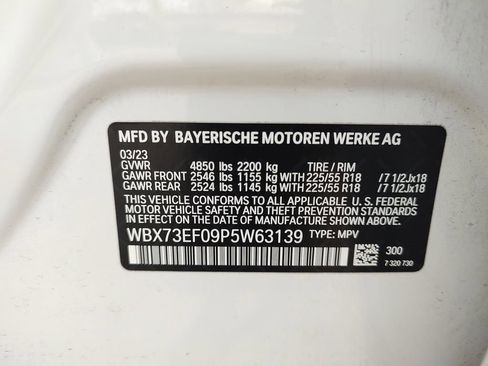 MFD BY BAYERISCHE MOTOREN WERKE AG
03/23
GVWR 4850 lbs 2200 kg TIRE / RIM
GAWR FRONT 2546 lbs 1155 kg WITH 225/55 R18 /7 1/2Jx18
GAWR REAR 2524 lbs 1145 kg WITH 225/55 R18 /7 1/2Jx18
THIS VEHICLE CONFORMS TO ALL APPLICABLE U. S. FEDERAL
MOTOR VEHICLE SAFETY AND THEFT PREVENTION STANDARDS IN
EFFECT ON THE DATE OF MANUFACTURE SHOWN ABOVE.
WBX73EF09P5W63139 TYPE: MPV
300
7 320 730